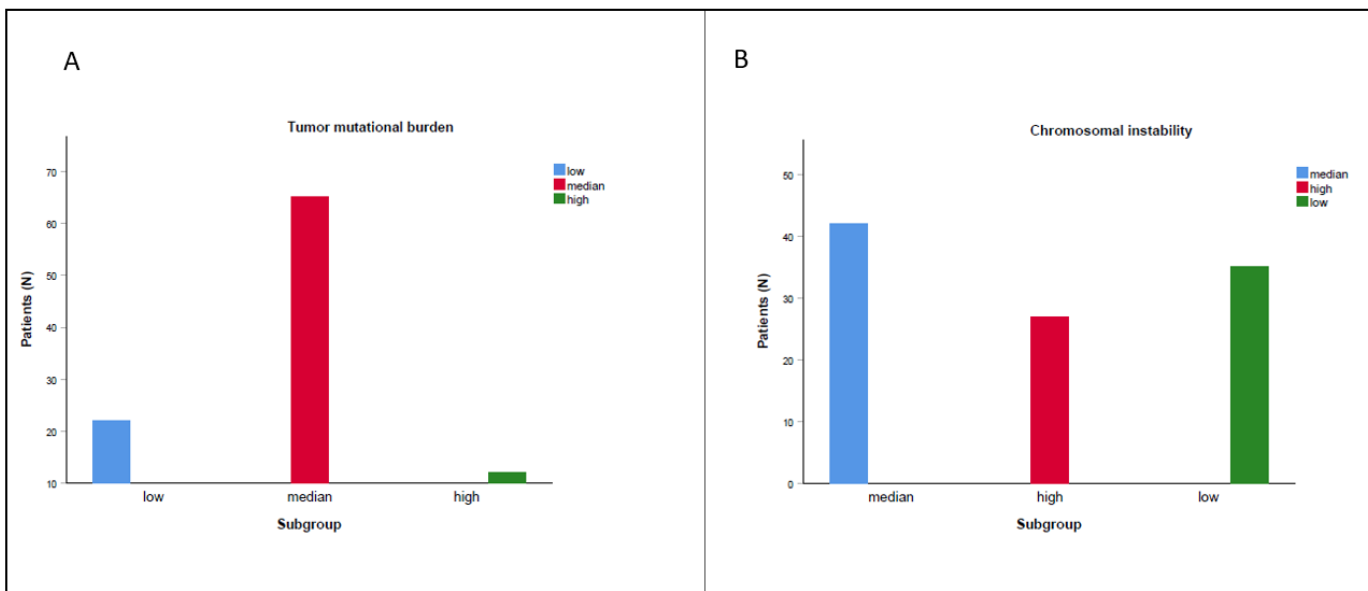 A
Tumor mutational burden
low
median
high
70
60
50
40
30
20
10
Patients (N)
low median high
Subgroup
B
Chromosomal instability
median
high
low
50
40
30
20
10
0
Patients (N)
median high low
Subgroup